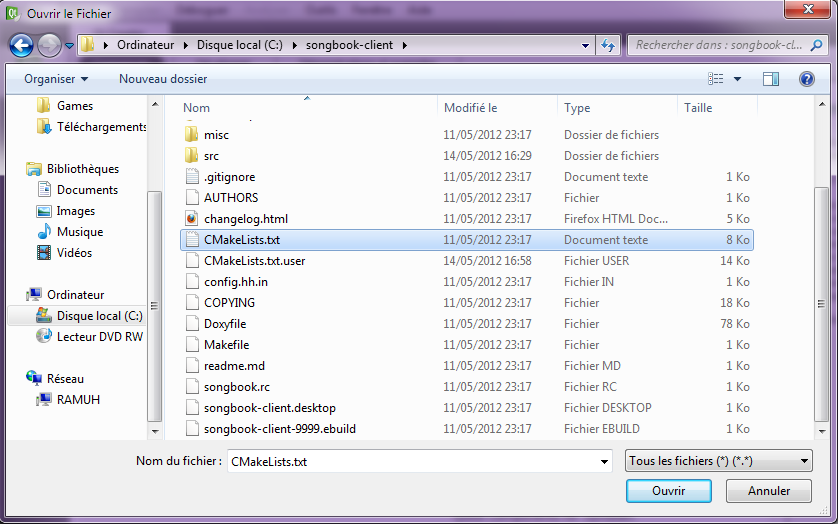 Ouvrir le Fichier
Ordinateur Disque local (C:) songbook-client
Rechercher dans : songbook-cl...
Organiser Nouveau dossier
Games
Téléchargements
Bibliothèques
Documents
Images
Musique
Vidéos
Ordinateur
Disque local (C:)
Lecteur DVD RW
Réseau
RAMUH
Nom Modifié le Type Taille
misc 11/05/2012 23:17 Dossier de fichiers
src 14/05/2012 16:29 Dossier de fichiers
.gitignore 11/05/2012 23:17 Document texte 1 Ko
AUTHORS 11/05/2012 23:17 Fichier 1 Ko
changelog.html 11/05/2012 23:17 Firefox HTML Doc... 5 Ko
CMakeLists.txt 11/05/2012 23:17 Document texte 8 Ko
CMakeLists.txt.user 14/05/2012 16:58 Fichier USER 14 Ko
config.hh.in 11/05/2012 23:17 Fichier IN 1 Ko
COPYING 11/05/2012 23:17 Fichier 18 Ko
Doxyfile 11/05/2012 23:17 Fichier 78 Ko
Makefile 11/05/2012 23:17 Fichier 1 Ko
readme.md 11/05/2012 23:17 Fichier MD 1 Ko
songbook.rc 11/05/2012 23:17 Fichier RC 1 Ko
songbook-client.desktop 11/05/2012 23:17 Fichier DESKTOP 1 Ko
songbook-client-9999.ebuild 11/05/2012 23:17 Fichier EBUILD 1 Ko
Nom du fichier : CMakeLists.txt Tous les fichiers (*) (*.*)
Ouvrir Annuler